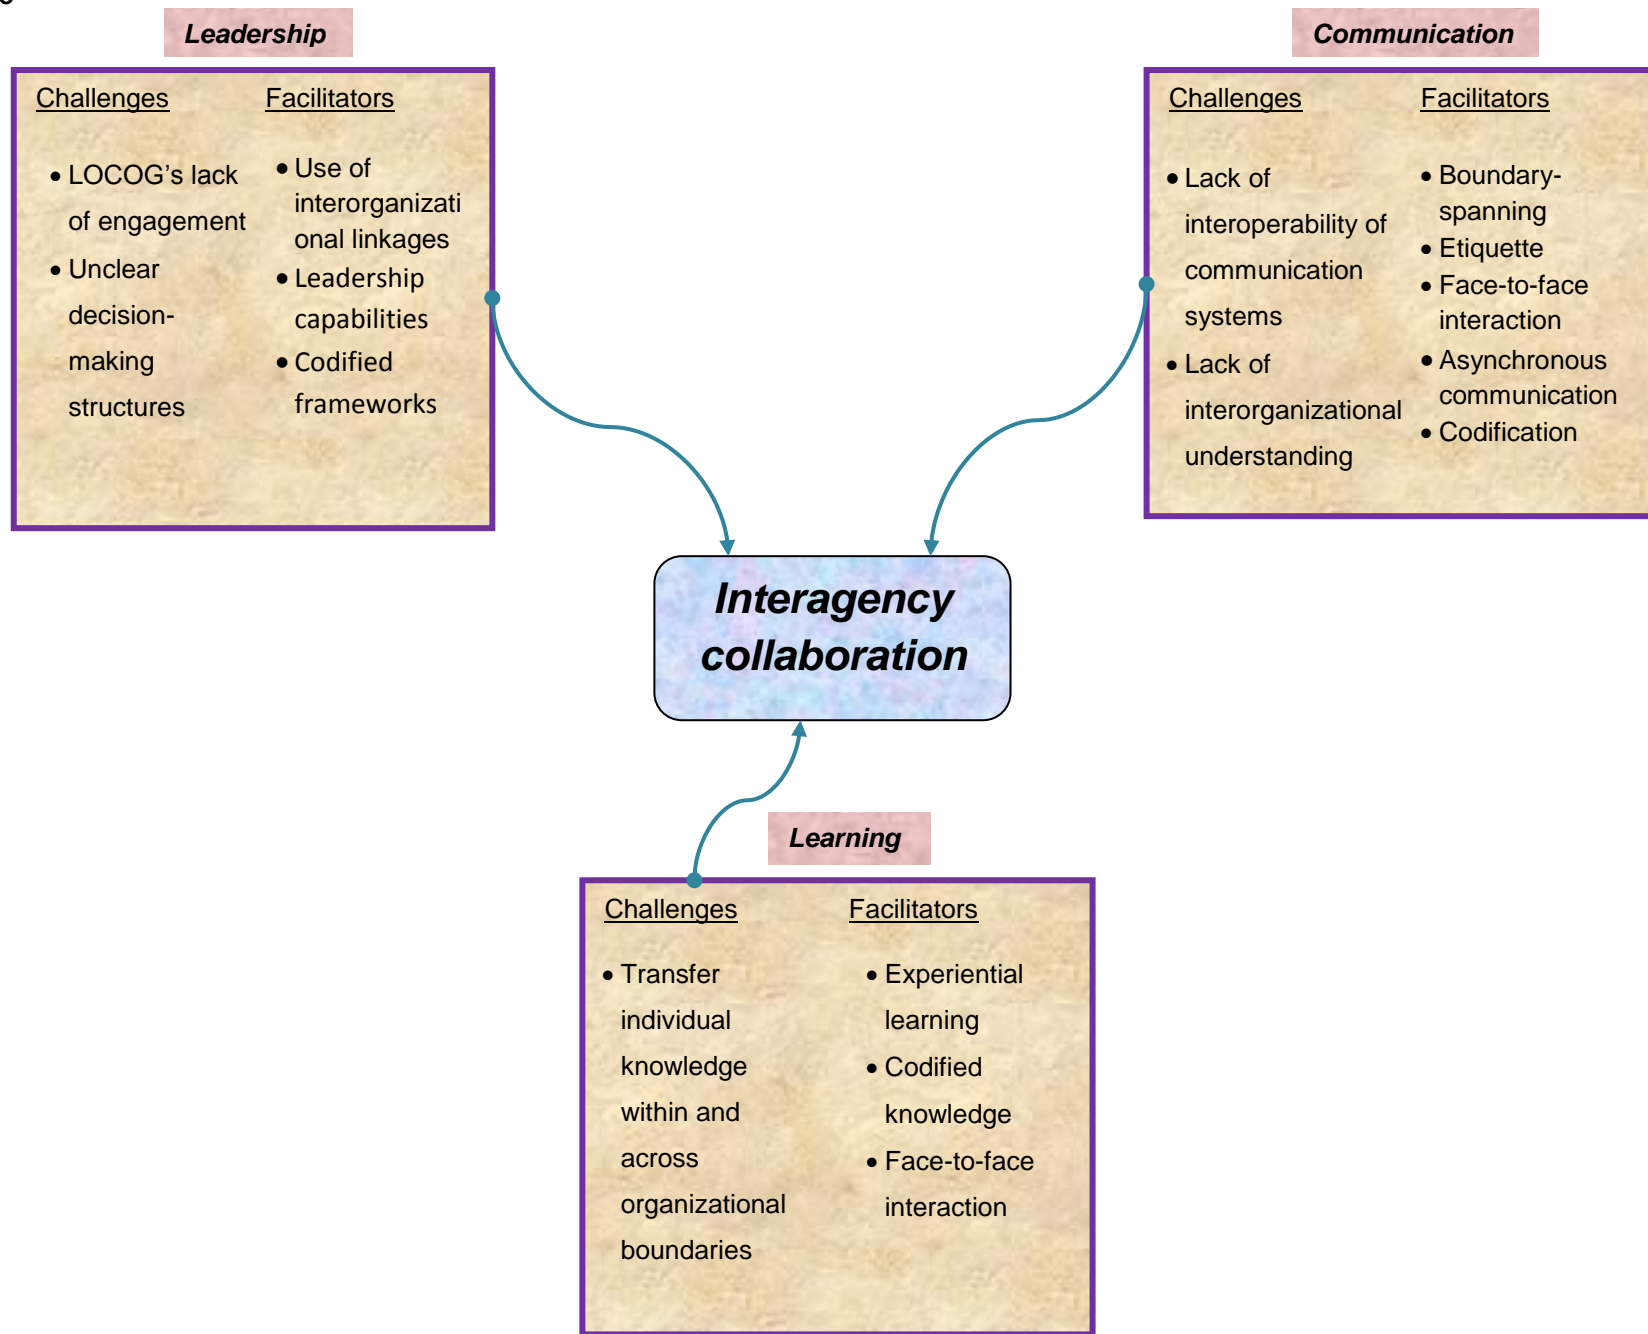 Leadership
Challenges
Facilitators
• LOCOG’s lack
of engagement
• Unclear
decision-
making
structures
• Use of
interorganizati
onal linkages
• Leadership
capabilities
• Codified
frameworks
Communication
Challenges
Facilitators
• Lack of
interoperability of
communication
systems
• Lack of
interorganizational
understanding
• Boundary-
spanning
• Etiquette
• Face-to-face
interaction
• Asynchronous
communication
• Codification
Interagency
collaboration
Learning
Challenges
Facilitators
• Transfer
individual
knowledge
within and
across
organizational
boundaries
• Experiential
learning
• Codified
knowledge
• Face-to-face
interaction